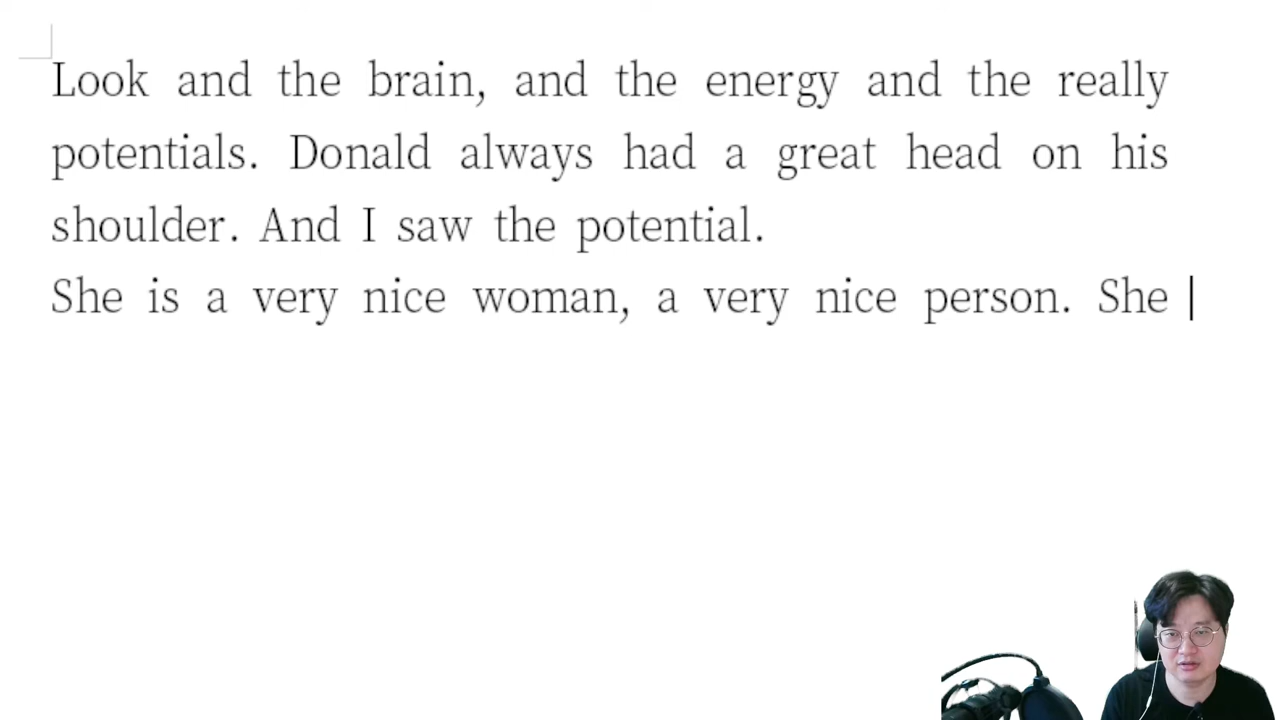 Look and the brain, and the energy and the really
potentials. Donald always had a great head on his
shoulder. And I saw the potential.
She is a very nice woman, a very nice person. She